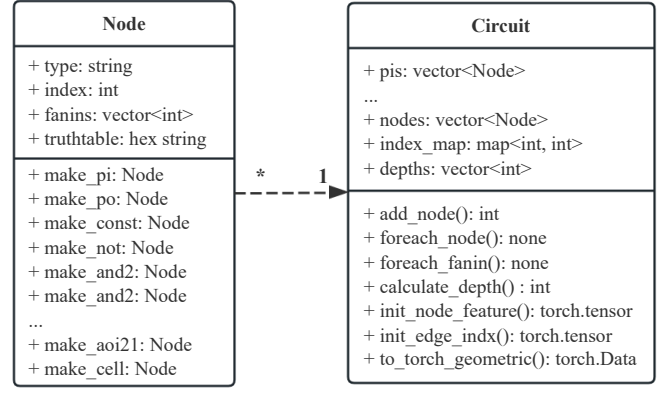 Node
+ type: string
+ index: int
+ fanins: vector<int>
+ truthtable: hex string
+ make_pi: Node
+ make_po: Node
+ make_const: Node
+ make_not: Node
+ make_and2: Node
+ make_and2: Node
...
+ make_aoi21: Node
+ make_cell: Node
* 1
Circuit
+ pis: vector<Node>
...
+ nodes: vector<Node>
+ index_map: map<int, int>
+ depths: vector<int>
+ add_node(): int
+ foreach_node(): none
+ foreach_fanin(): none
+ calculate_depth() : int
+ init_node_feature(): torch.tensor
+ init_edge_indx(): torch.tensor
+ to_torch_geometric(): torch.Data